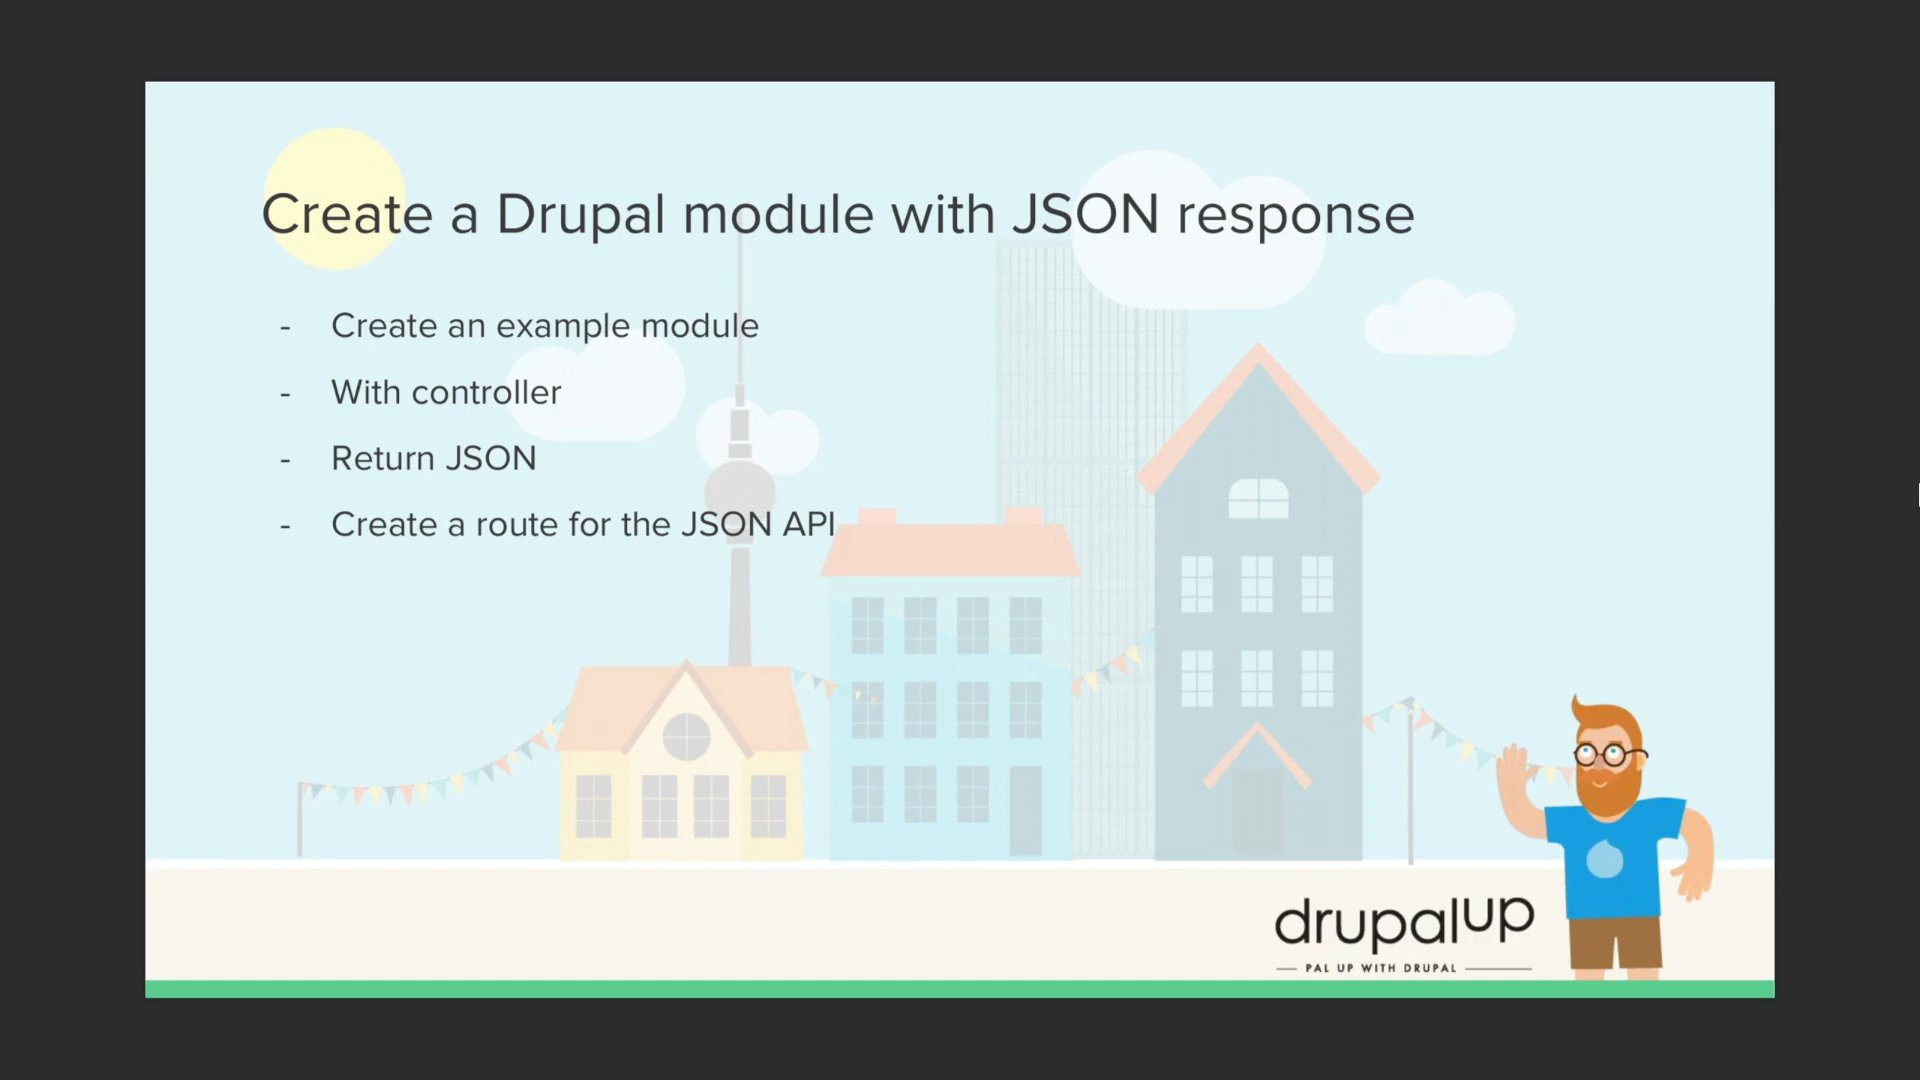 Create a Drupal module with JSON response
- Create an example module
- With controller
- Return JSON
- Create a route for the JSON API
drupalup
PAL UP WITH DRUPAL